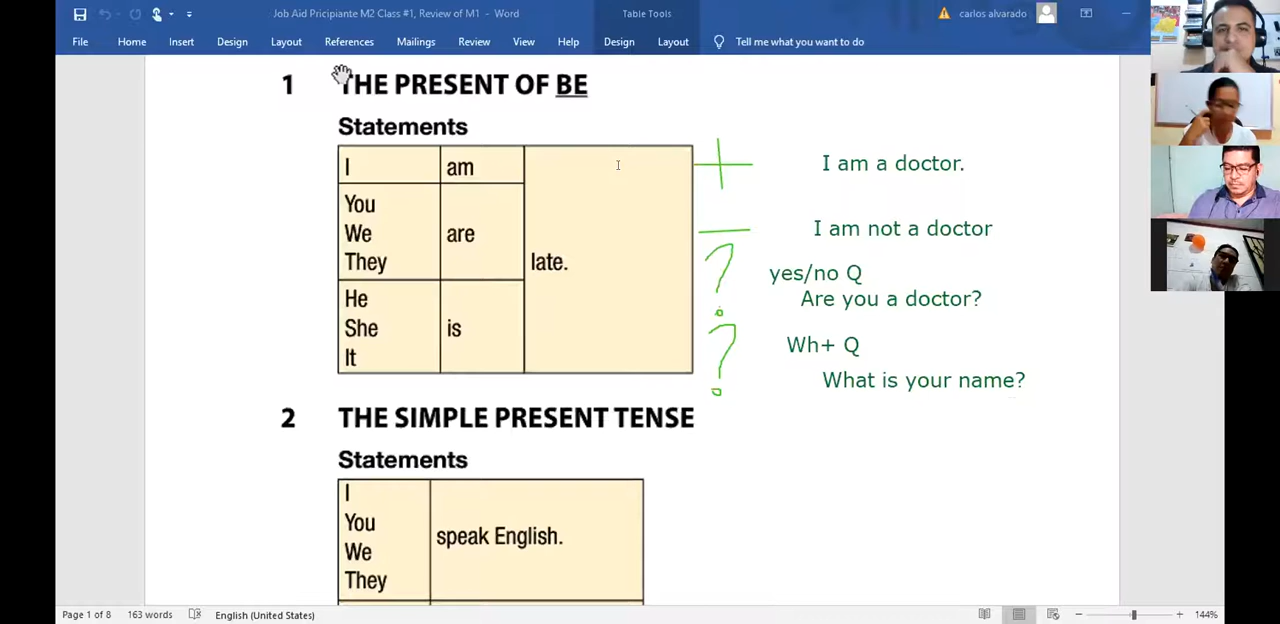 Job Aid Pricipiante M2 Class #1, Review of M1 - Word
Table Tools
carlos alvarado
File Home Insert Design Layout References Mailings Review View Help Design Layout Tell me what you want to do
1 THE PRESENT OF BE
Statements
I am
You
We are
They
late.
He
She is
It
I am a doctor.
I am not a doctor
?
yes/no Q
Are you a doctor?
?
Wh+ Q
What is your name?
2 THE SIMPLE PRESENT TENSE
Statements
I
You
We
They
speak English.
Page 1 of 8 163 words English (United States) 144%